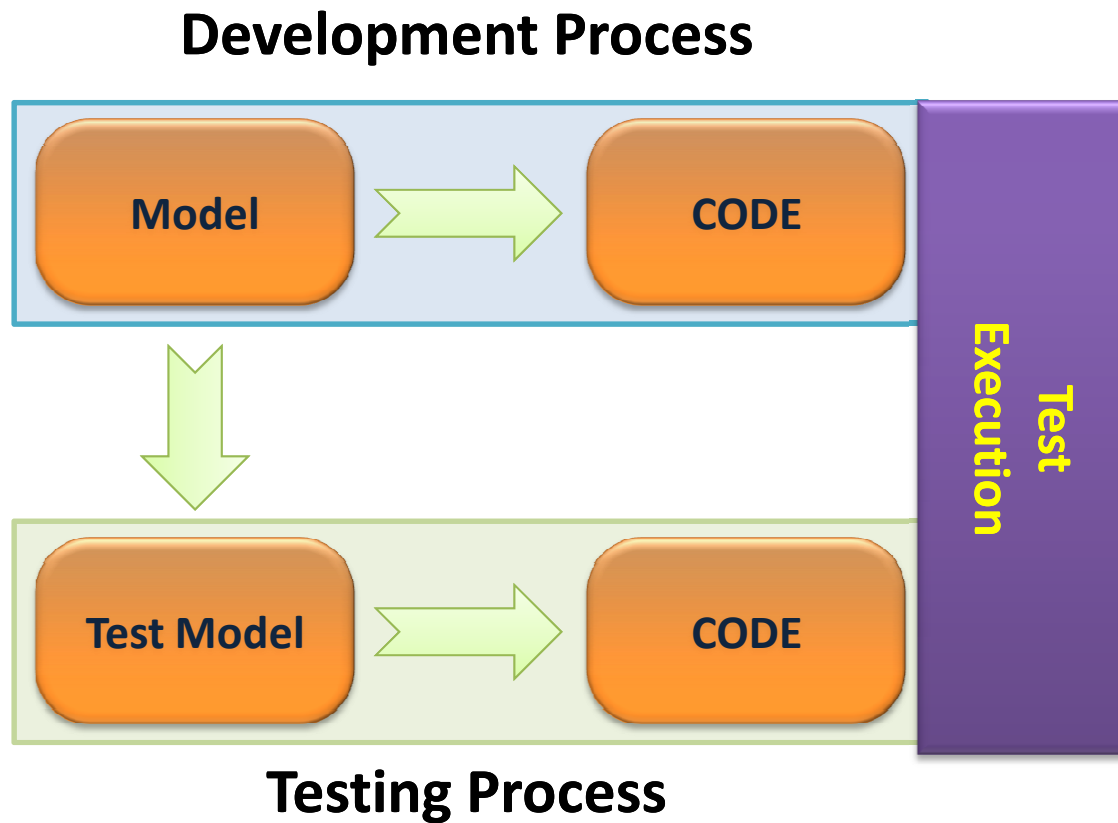 Development Process
Model
CODE
Test
Execution
Test Model
CODE
Testing Process